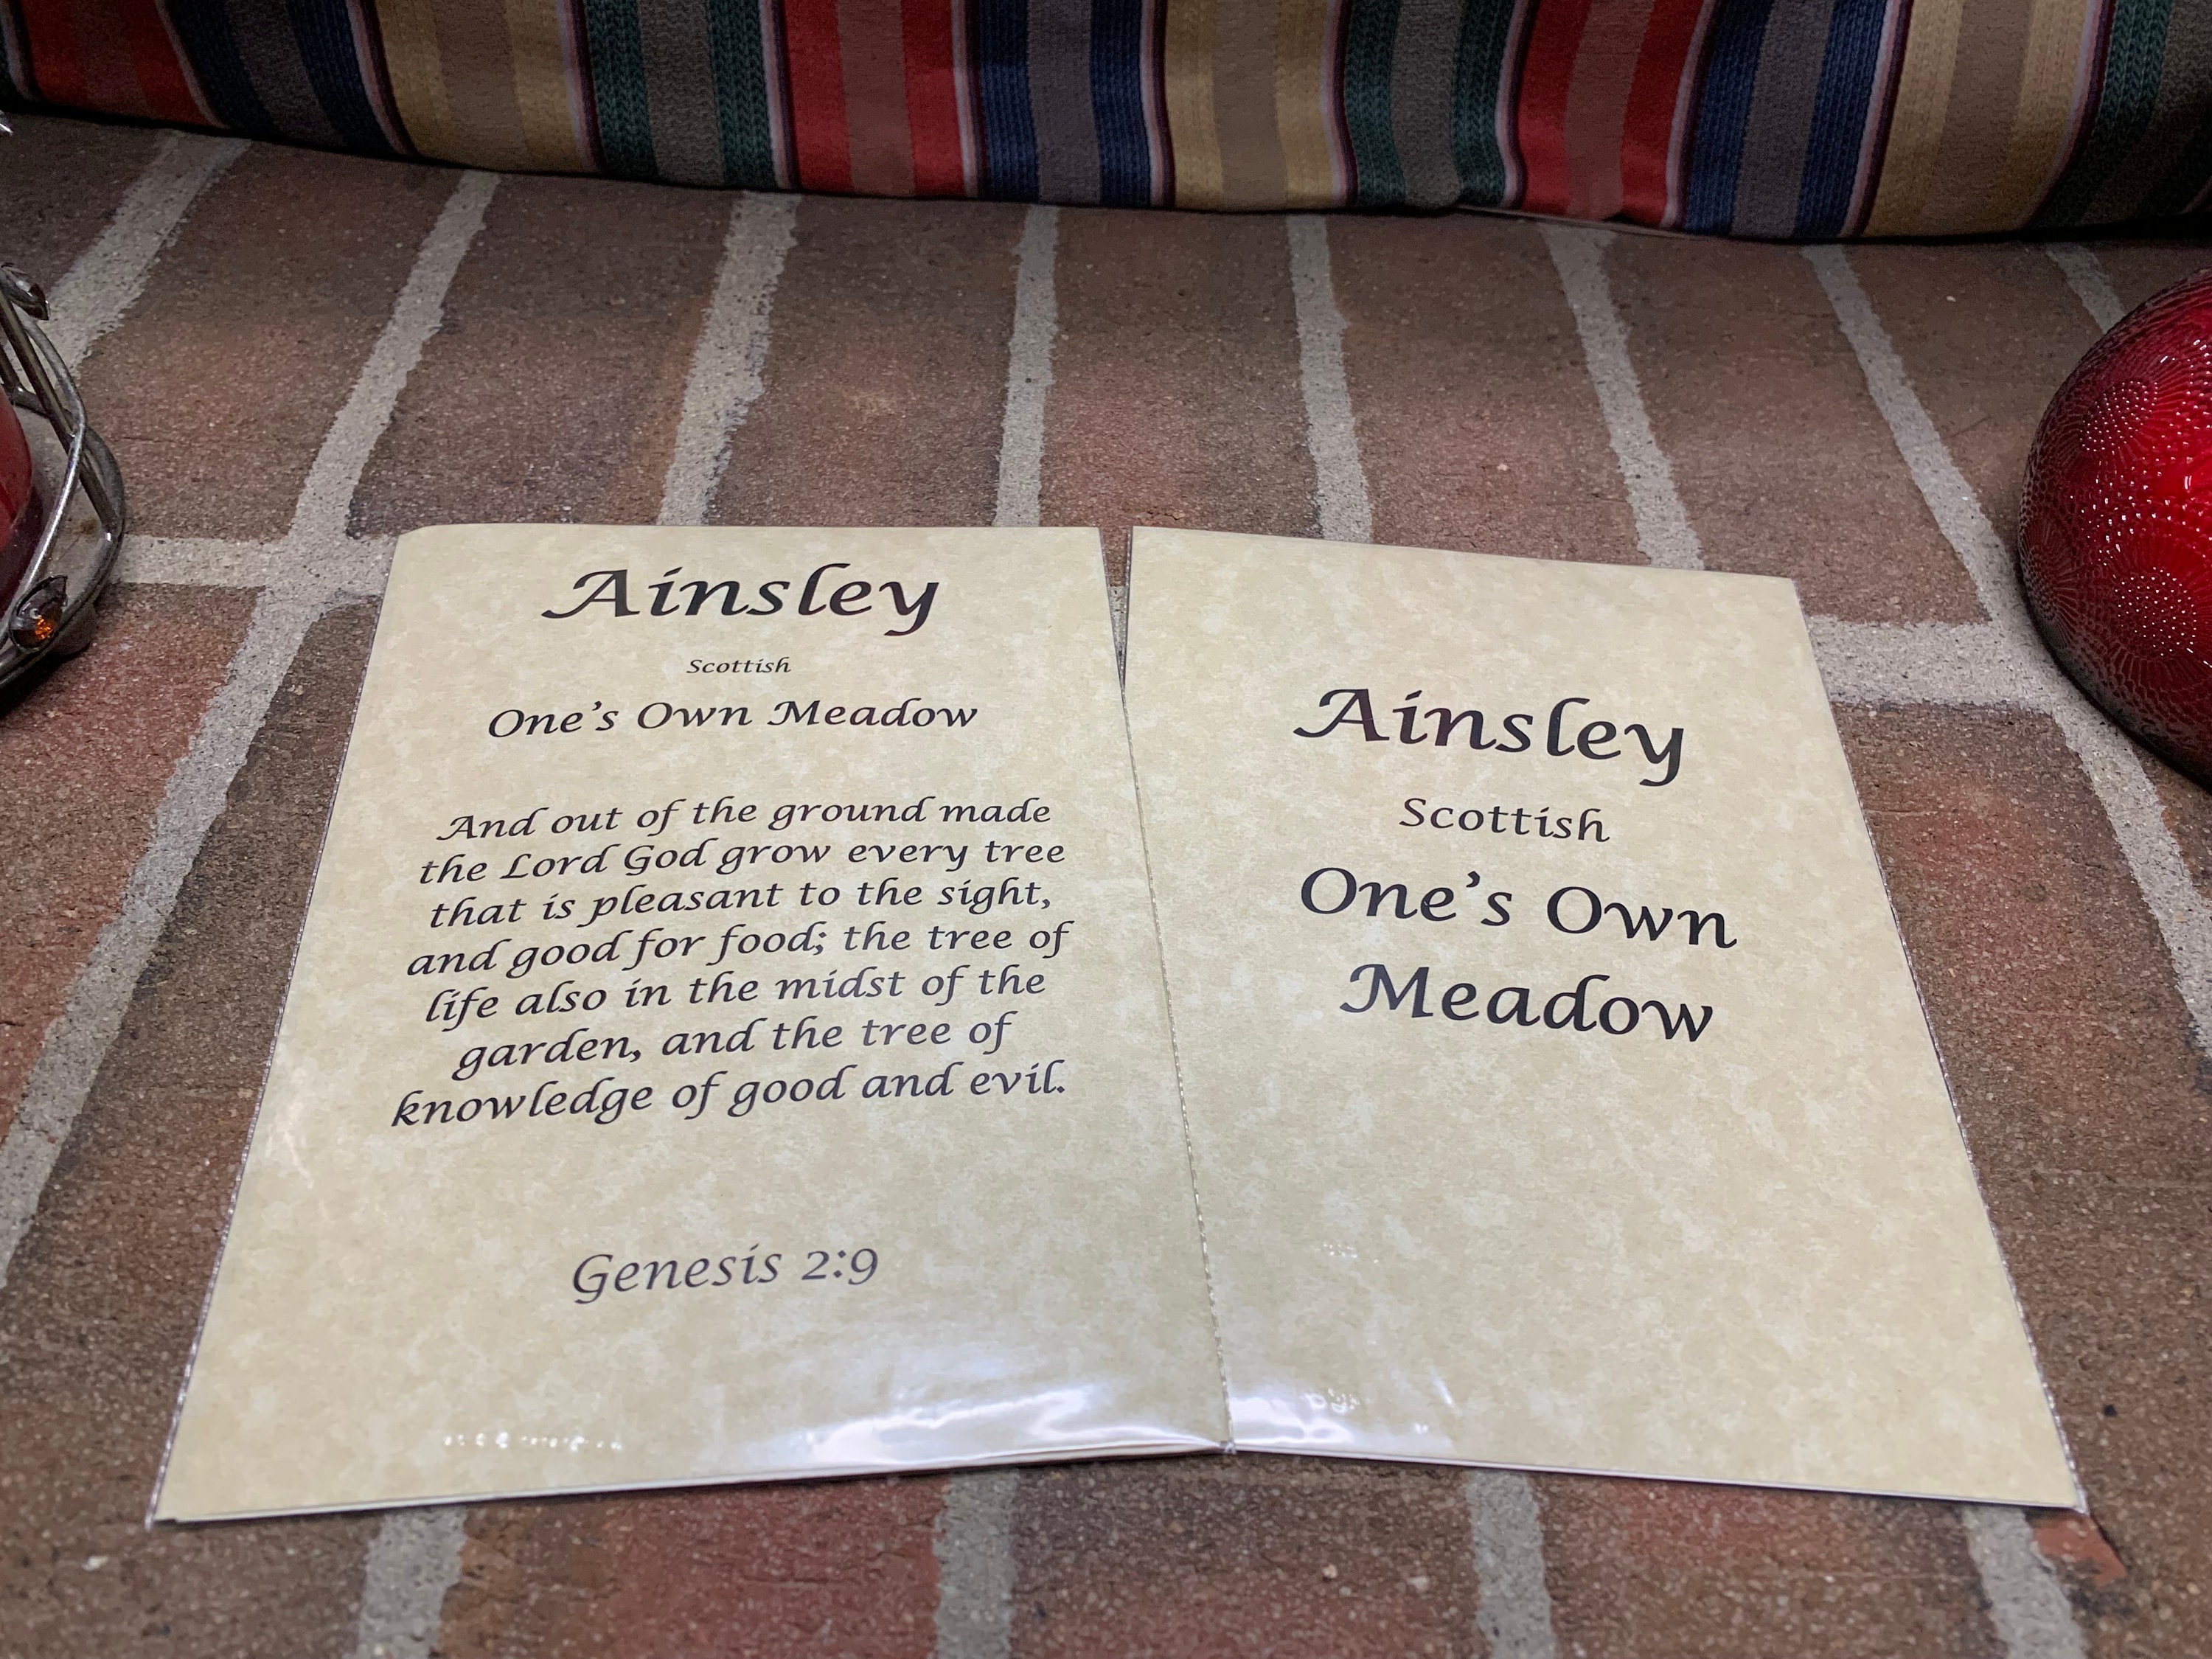 Ainsley
Scottish
One's Own Meadow
And out of the ground made
the Lord God grow every tree
that is pleasant to the sight,
and good for food; the tree of
life also in the midst of the
garden, and the tree of
knowledge of good and evil.
Genesis 2:9
Ainsley
Scottish
One's Own
Meadow